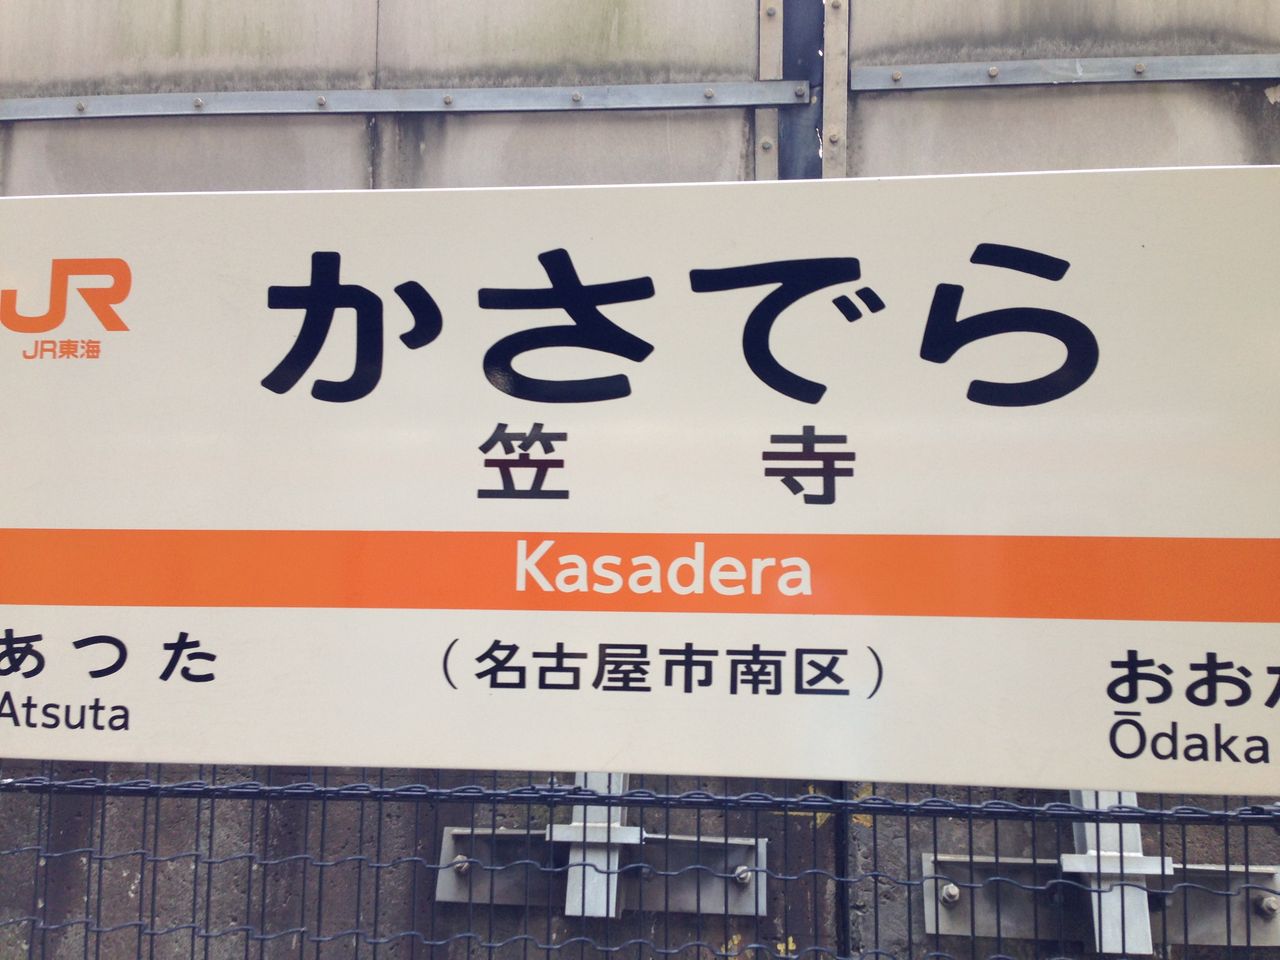 JR
JR東海
かさでら
笠寺
Kasadera
あつた
Atsuta
(名古屋市南区)
おおた
Ōdaka